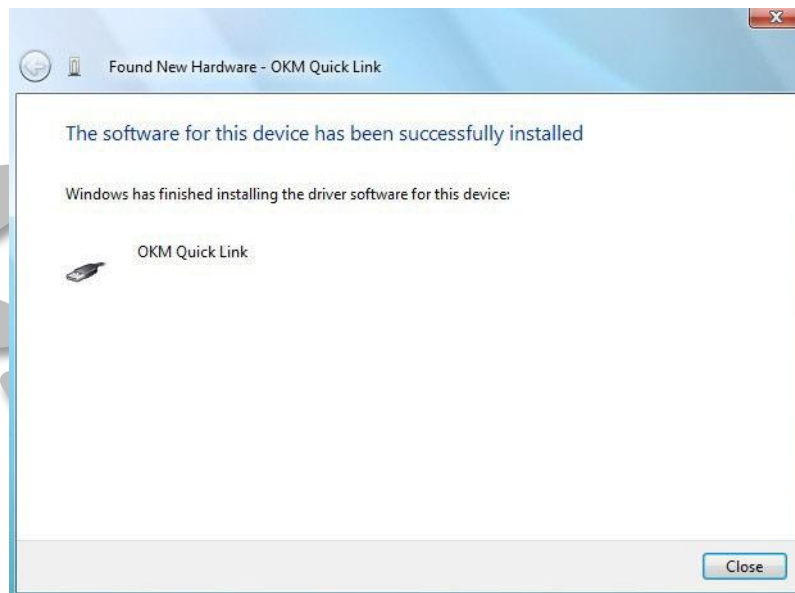 Found New Hardware - OKM Quick Link
The software for this device has been successfully installed
Windows has finished installing the driver software for this device:
OKM Quick Link
Close